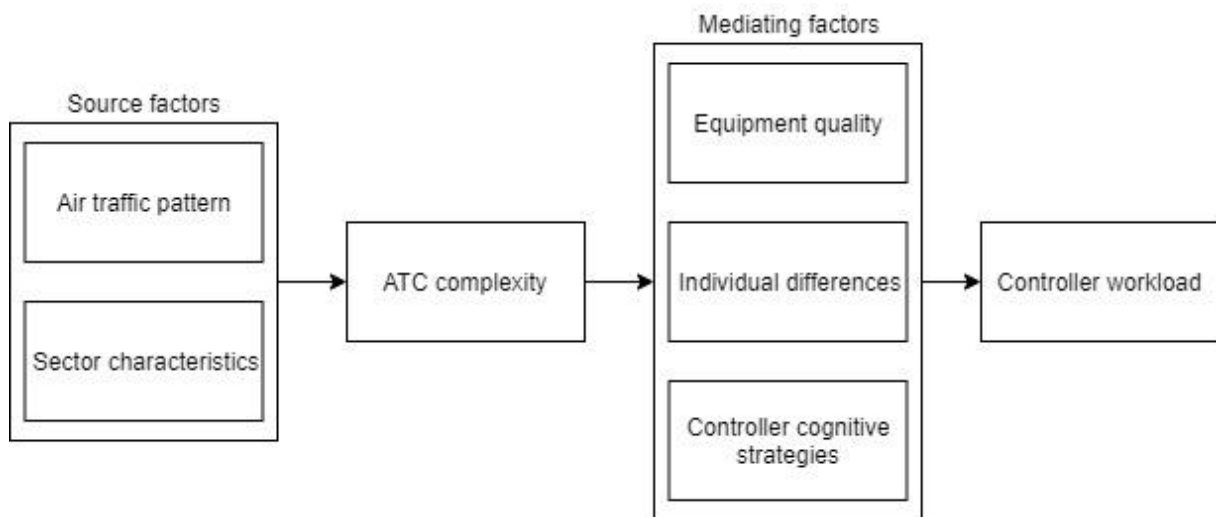 Source factors
Air traffic pattern
Sector characteristics
ATC complexity
Mediating factors
Equipment quality
Individual differences
Controller cognitive
strategies
Controller workload